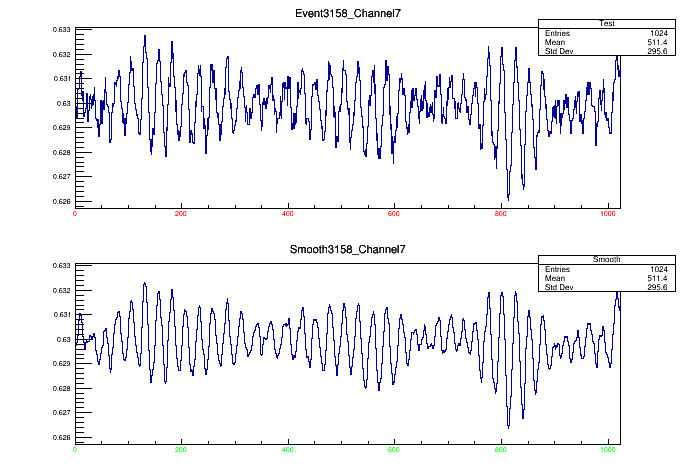 Event3158_Channel7
Test
Entries 1024
Mean 511.4
Std Dev 295.6
0.633
0.632
0.631
0.63
0.629
0.628
0.627
0.626
0 200 400 600 800 1000
Smooth3158_Channel7
Smooth
Entries 1024
Mean 511.4
Std Dev 295.6
0.633
0.632
0.631
0.63
0.629
0.628
0.627
0.626
0 200 400 600 800 1000